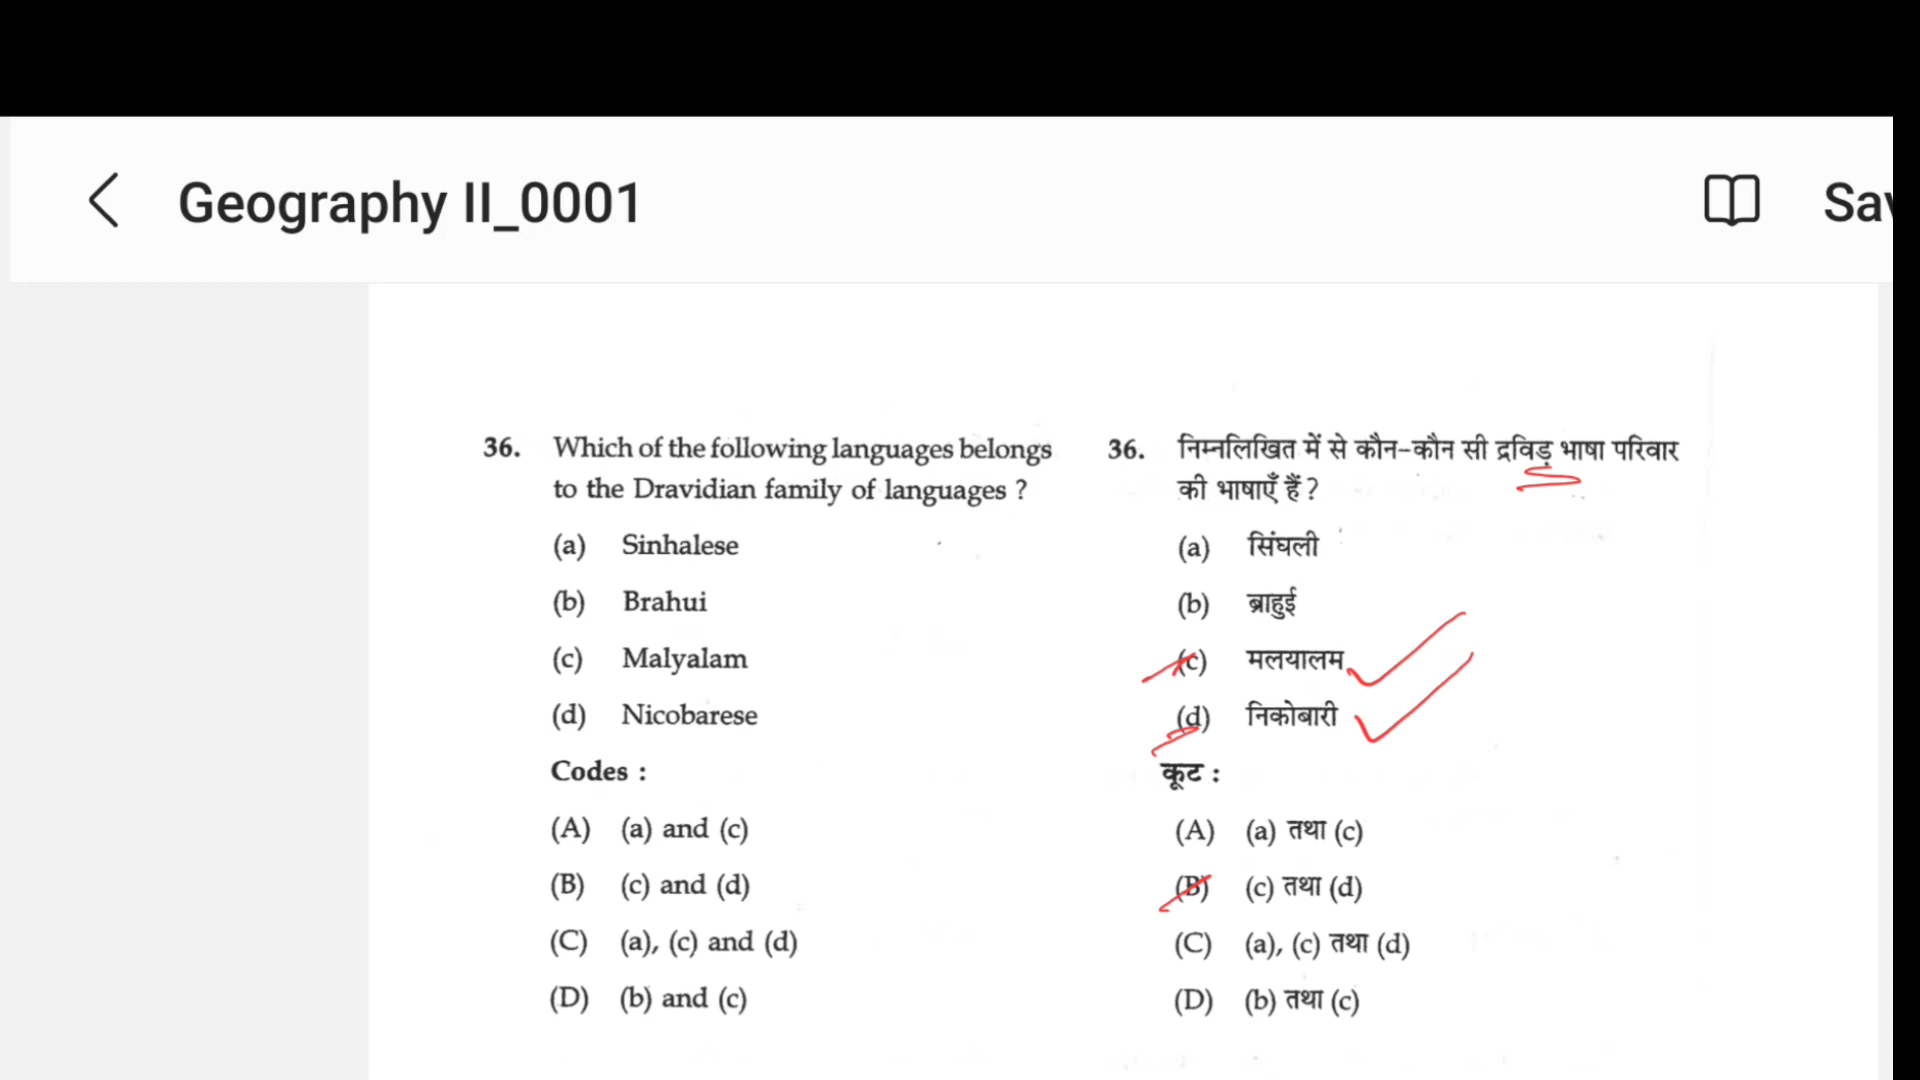 Geography II_0001
Sav
36. Which of the following languages belongs
to the Dravidian family of languages ?
(a) Sinhalese
(b) Brahui
(c) Malyalam
(d) Nicobarese
Codes :
(A) (a) and (c)
(B) (c) and (d)
(C) (a), (c) and (d)
(D) (b) and (c)
36. निम्नलिखित में से कौन-कौन सी द्रविड़ भाषा परिवार
की भाषाएँ हैं ?
(a) सिंघली
(b) ब्राहुई
(c) मलयालम
(d) निकोबारी
कूट :
(A) (a) तथा (c)
(B) (c) तथा (d)
(C) (a), (c) तथा (d)
(D) (b) तथा (c)